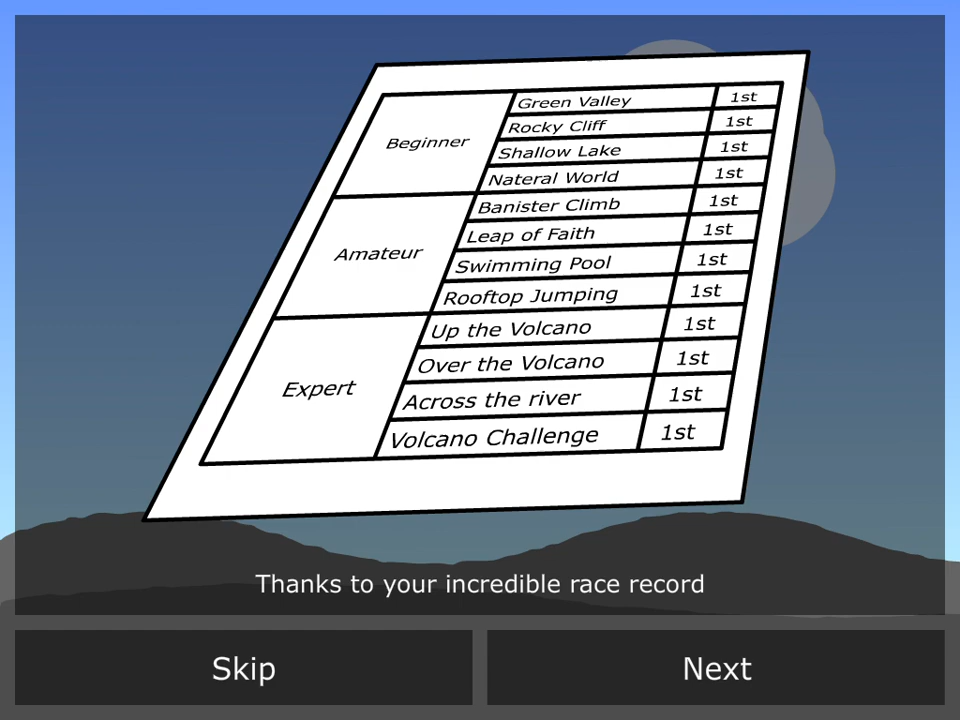 Beginner
Green Valley 1st
Rocky Cliff 1st
Shallow Lake 1st
Nateral World 1st
Amateur
Banister Climb 1st
Leap of Faith 1st
Swimming Pool 1st
Rooftop Jumping 1st
Expert
Up the Volcano 1st
Over the Volcano 1st
Across the river 1st
Volcano Challenge 1st
Thanks to your incredible race record
Skip
Next